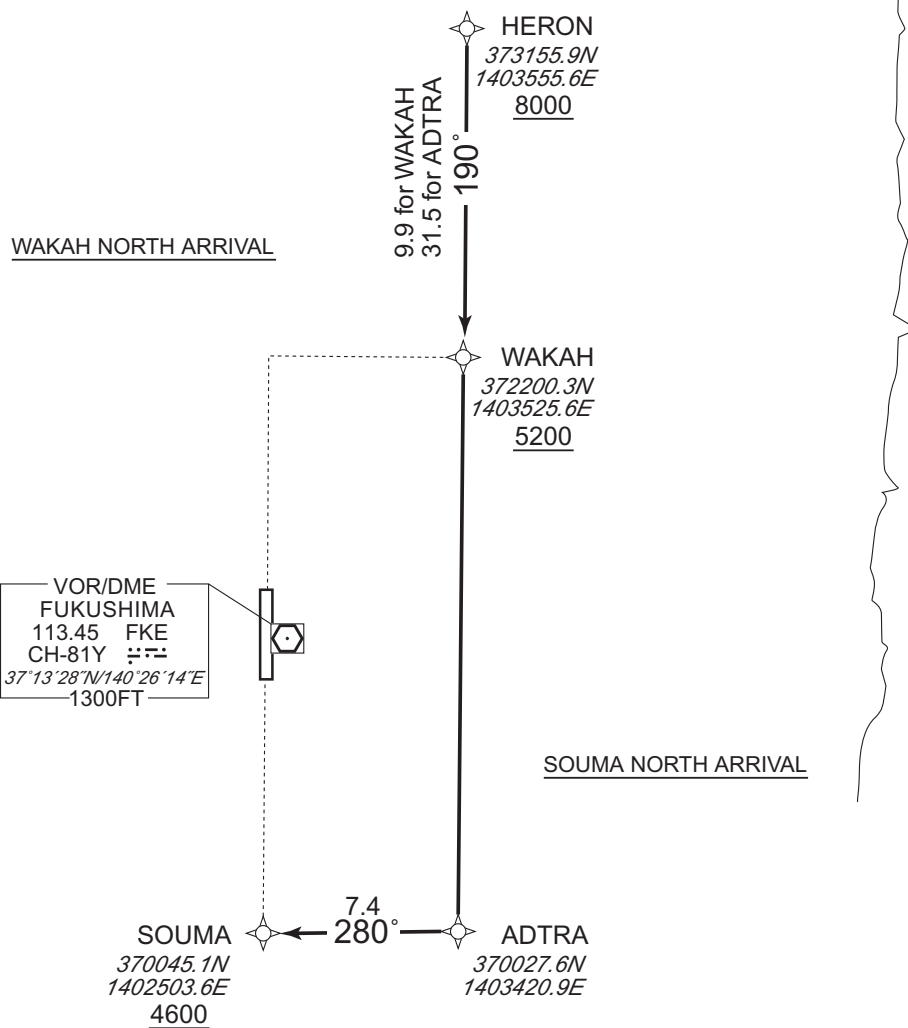 HERON
373155.9N
1403555.6E
8000
9.9 for WAKAH
31.5 for ADTRA
190°
WAKAH NORTH ARRIVAL
WAKAH
372200.3N
1403525.6E
5200
VOR/DME
FUKUSHIMA
113.45 FKE
CH-81Y
37°13´28˝N/140°26´14˝E
1300FT
SOUMA NORTH ARRIVAL
7.4
280°
SOUMA
370045.1N
1402503.6E
4600
ADTRA
370027.6N
1403420.9E